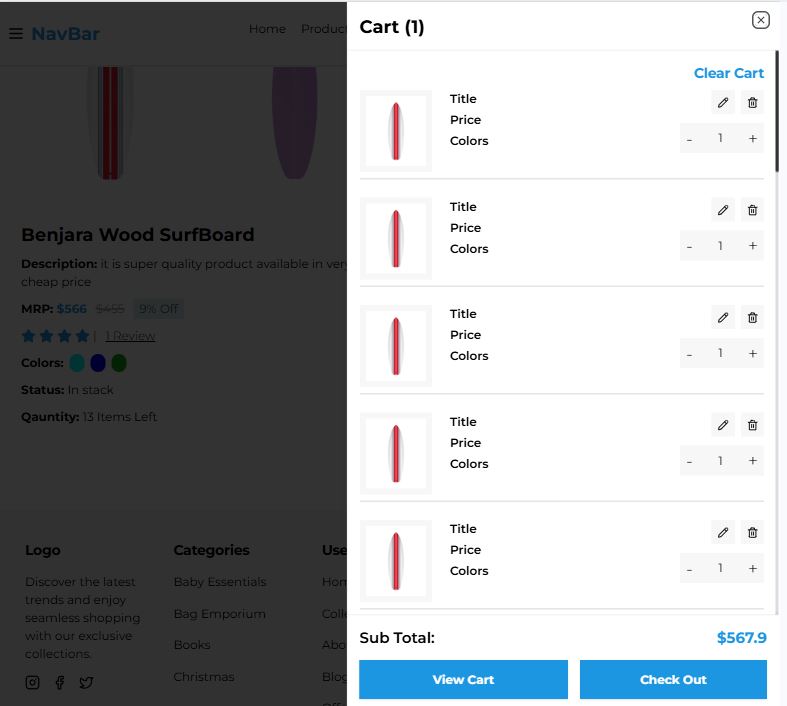 NavBar
Home Product
Benjara Wood SurfBoard
Description: it is super quality product available in very
cheap price
MRP: $566 $455 9% Off
| 1 Review
Colors:
Status: In stack
Qauntity: 13 Items Left
Logo
Discover the latest
trends and enjoy
seamless shopping
with our exclusive
collections.
Categories
Baby Essentials
Bag Emporium
Books
Christmas
Use
Hom
Colle
Abo
Blog
Cart (1)
Clear Cart
Title
Price
Colors
- 1 +
Title
Price
Colors
- 1 +
Title
Price
Colors
- 1 +
Title
Price
Colors
- 1 +
Title
Price
Colors
- 1 +
Sub Total: $567.9
View Cart Check Out